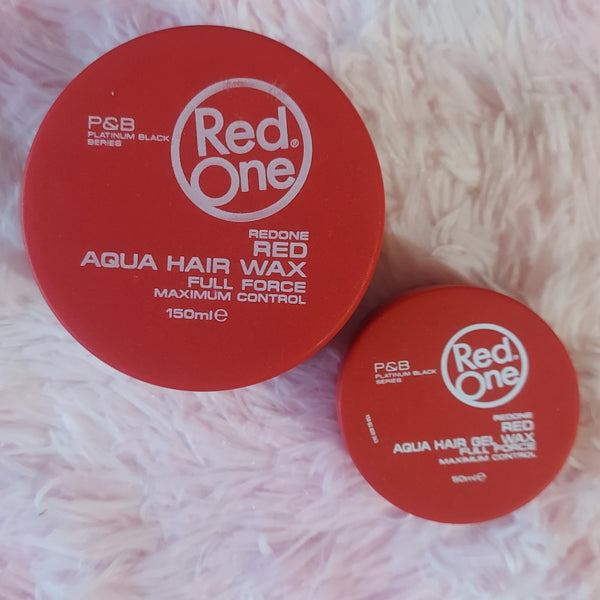 P&B
PLATINUM BLACK
SERIES
Red
One®
REDONE
RED
AQUA HAIR WAX
FULL FORCE
MAXIMUM CONTROL
150ml℮
P&B
PLATINUM BLACK
SERIES
Red
One®
REDONE
RED
AQUA HAIR GEL WAX
FULL FORCE
MAXIMUM CONTROL
50ml℮